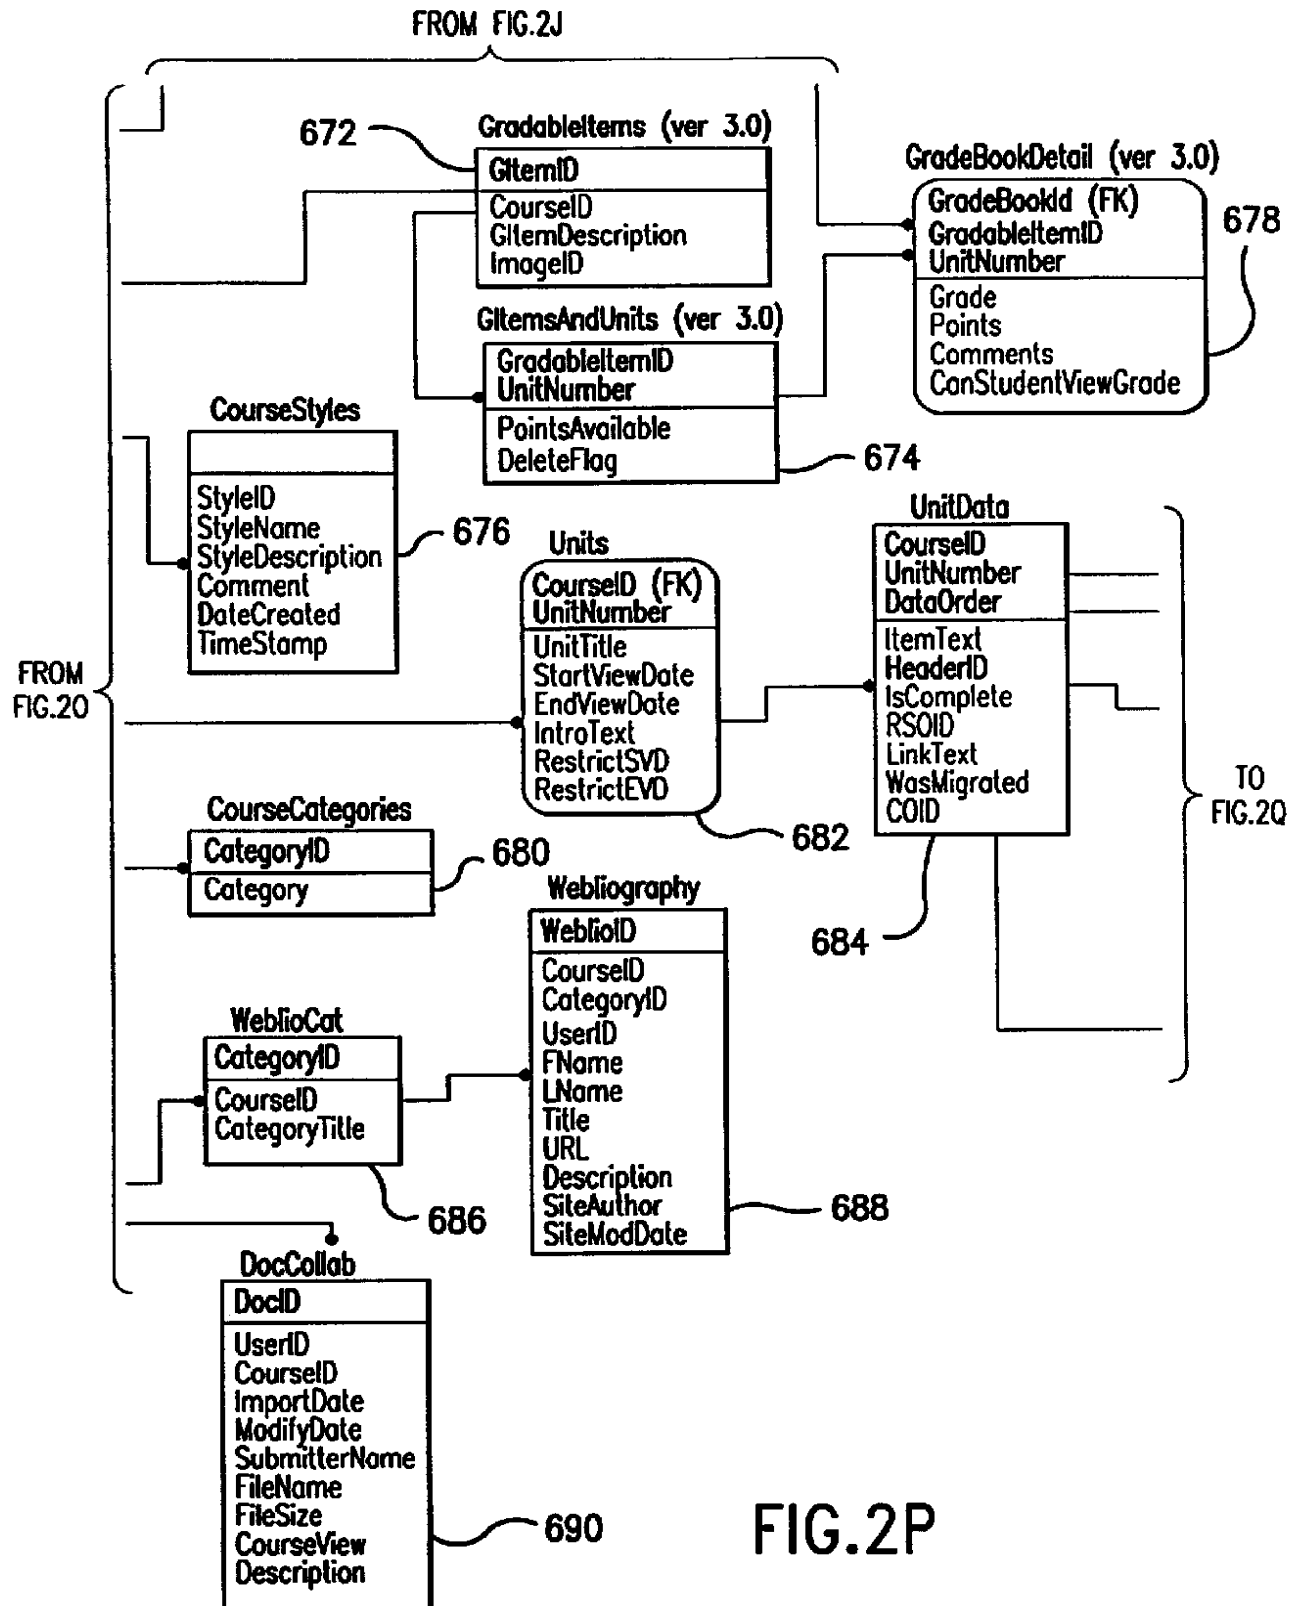 FROM FIG.2J
672
GradableItems (ver 3.0)
GItemID
CourseID
GItemDescription
ImageID
GradeBookDetail (ver 3.0)
GradeBookId (FK)
GradableItemID
UnitNumber
Grade
Points
Comments
CanStudentViewGrade
678
GItemsAndUnits (ver 3.0)
GradableItemID
UnitNumber
PointsAvailable
DeleteFlag
674
CourseStyles
StyleID
StyleName
StyleDescription
Comment
DateCreated
TimeStamp
676
FROM
FIG.2O
Units
CourseID (FK)
UnitNumber
UnitTitle
StartViewDate
EndViewDate
IntroText
RestrictSVD
RestrictEVD
682
UnitData
CourseID
UnitNumber
DataOrder
ItemText
HeaderID
IsComplete
RSOID
LinkText
WasMigrated
COID
684
TO
FIG.2Q
CourseCategories
CategoryID
Category
680
Webliography
WeblioID
CourseID
CategoryID
UserID
FName
LName
Title
URL
Description
SiteAuthor
SiteModDate
688
WeblioCat
CategoryID
CourseID
CategoryTitle
686
DocCollab
DocID
UserID
CourseID
ImportDate
ModifyDate
SubmitterName
FileName
FileSize
CourseView
Description
690
FIG.2P